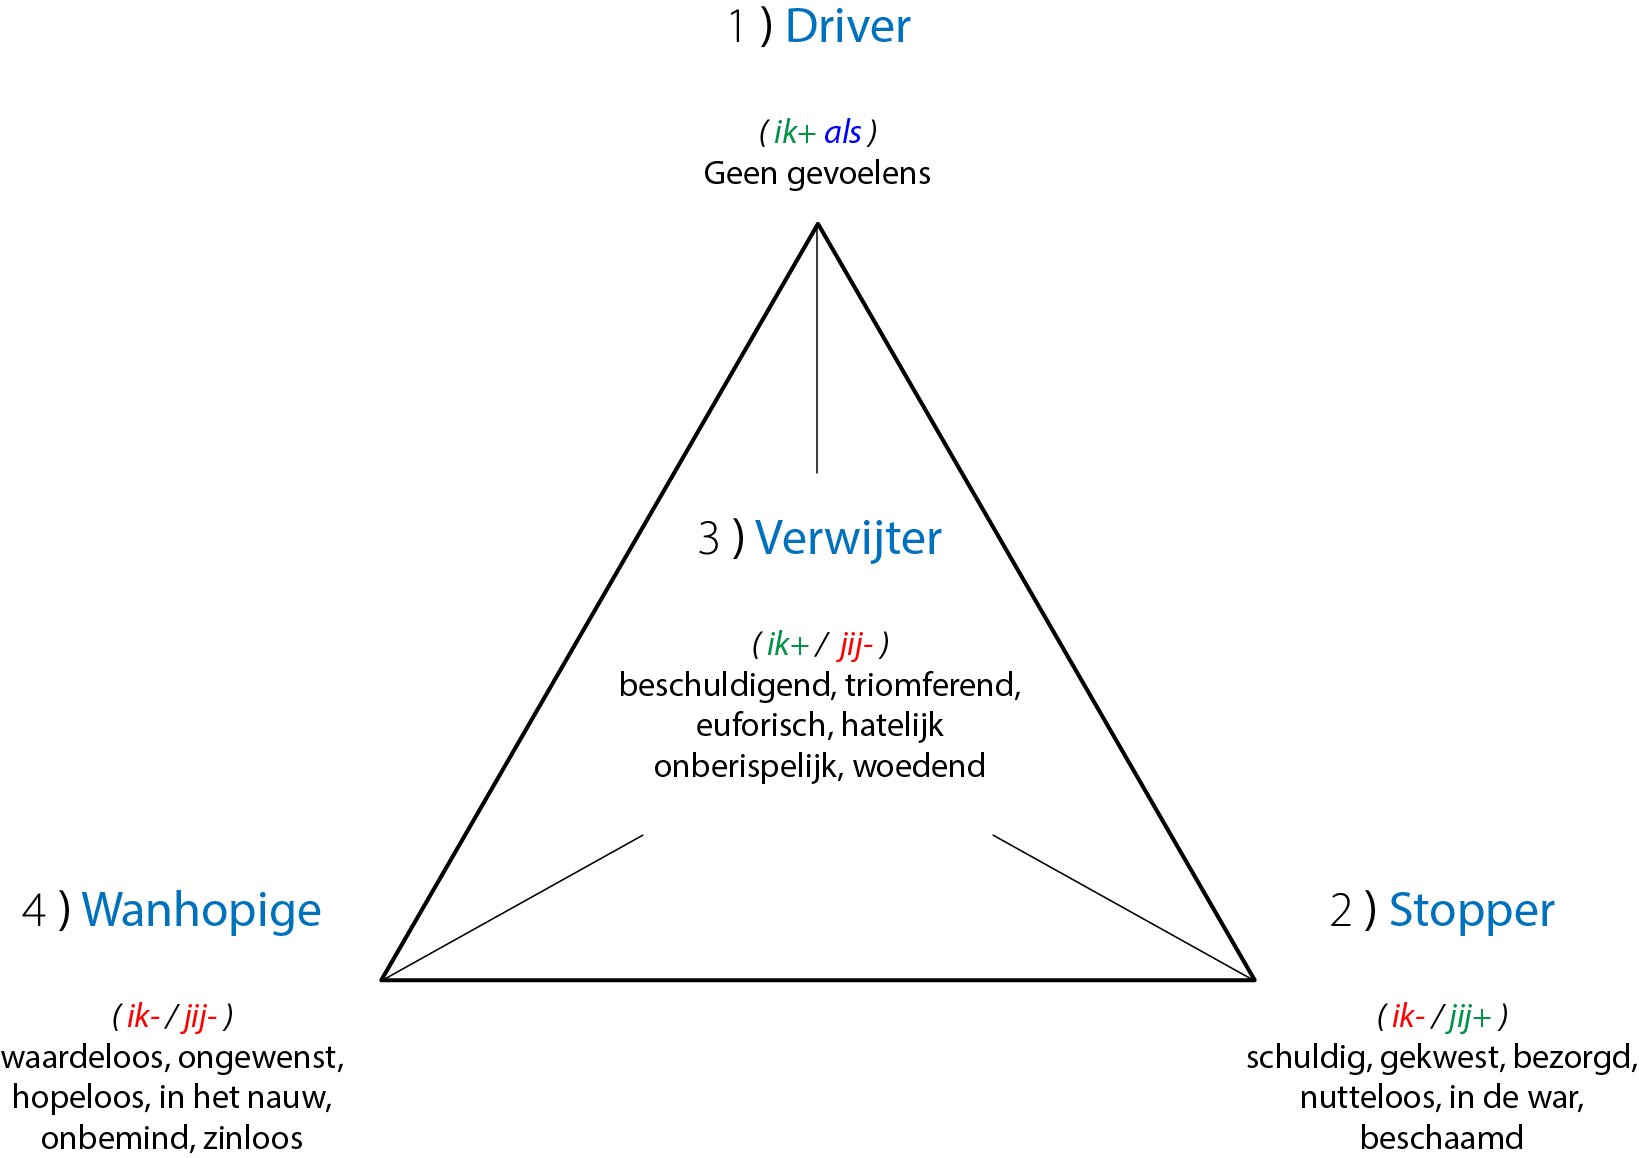 1 ) Driver
( ik+ als )
Geen gevoelens
3 ) Verwijter
( ik+ / jij- )
beschuldigend, triomferend,
euforisch, hatelijk
onberispelijk, woedend
4 ) Wanhopige
( ik- / jij- )
waardeloos, ongewenst,
hopeloos, in het nauw,
onbemind, zinloos
2 ) Stopper
( ik- / jij+ )
schuldig, gekwest, bezorgd,
nutteloos, in de war,
beschaamd